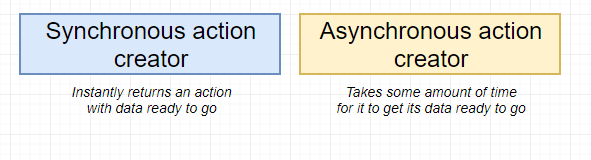 Synchronous action
creator
Instantly returns an action
with data ready to go
Asynchronous action
creator
Takes some amount of time
for it to get its data ready to go